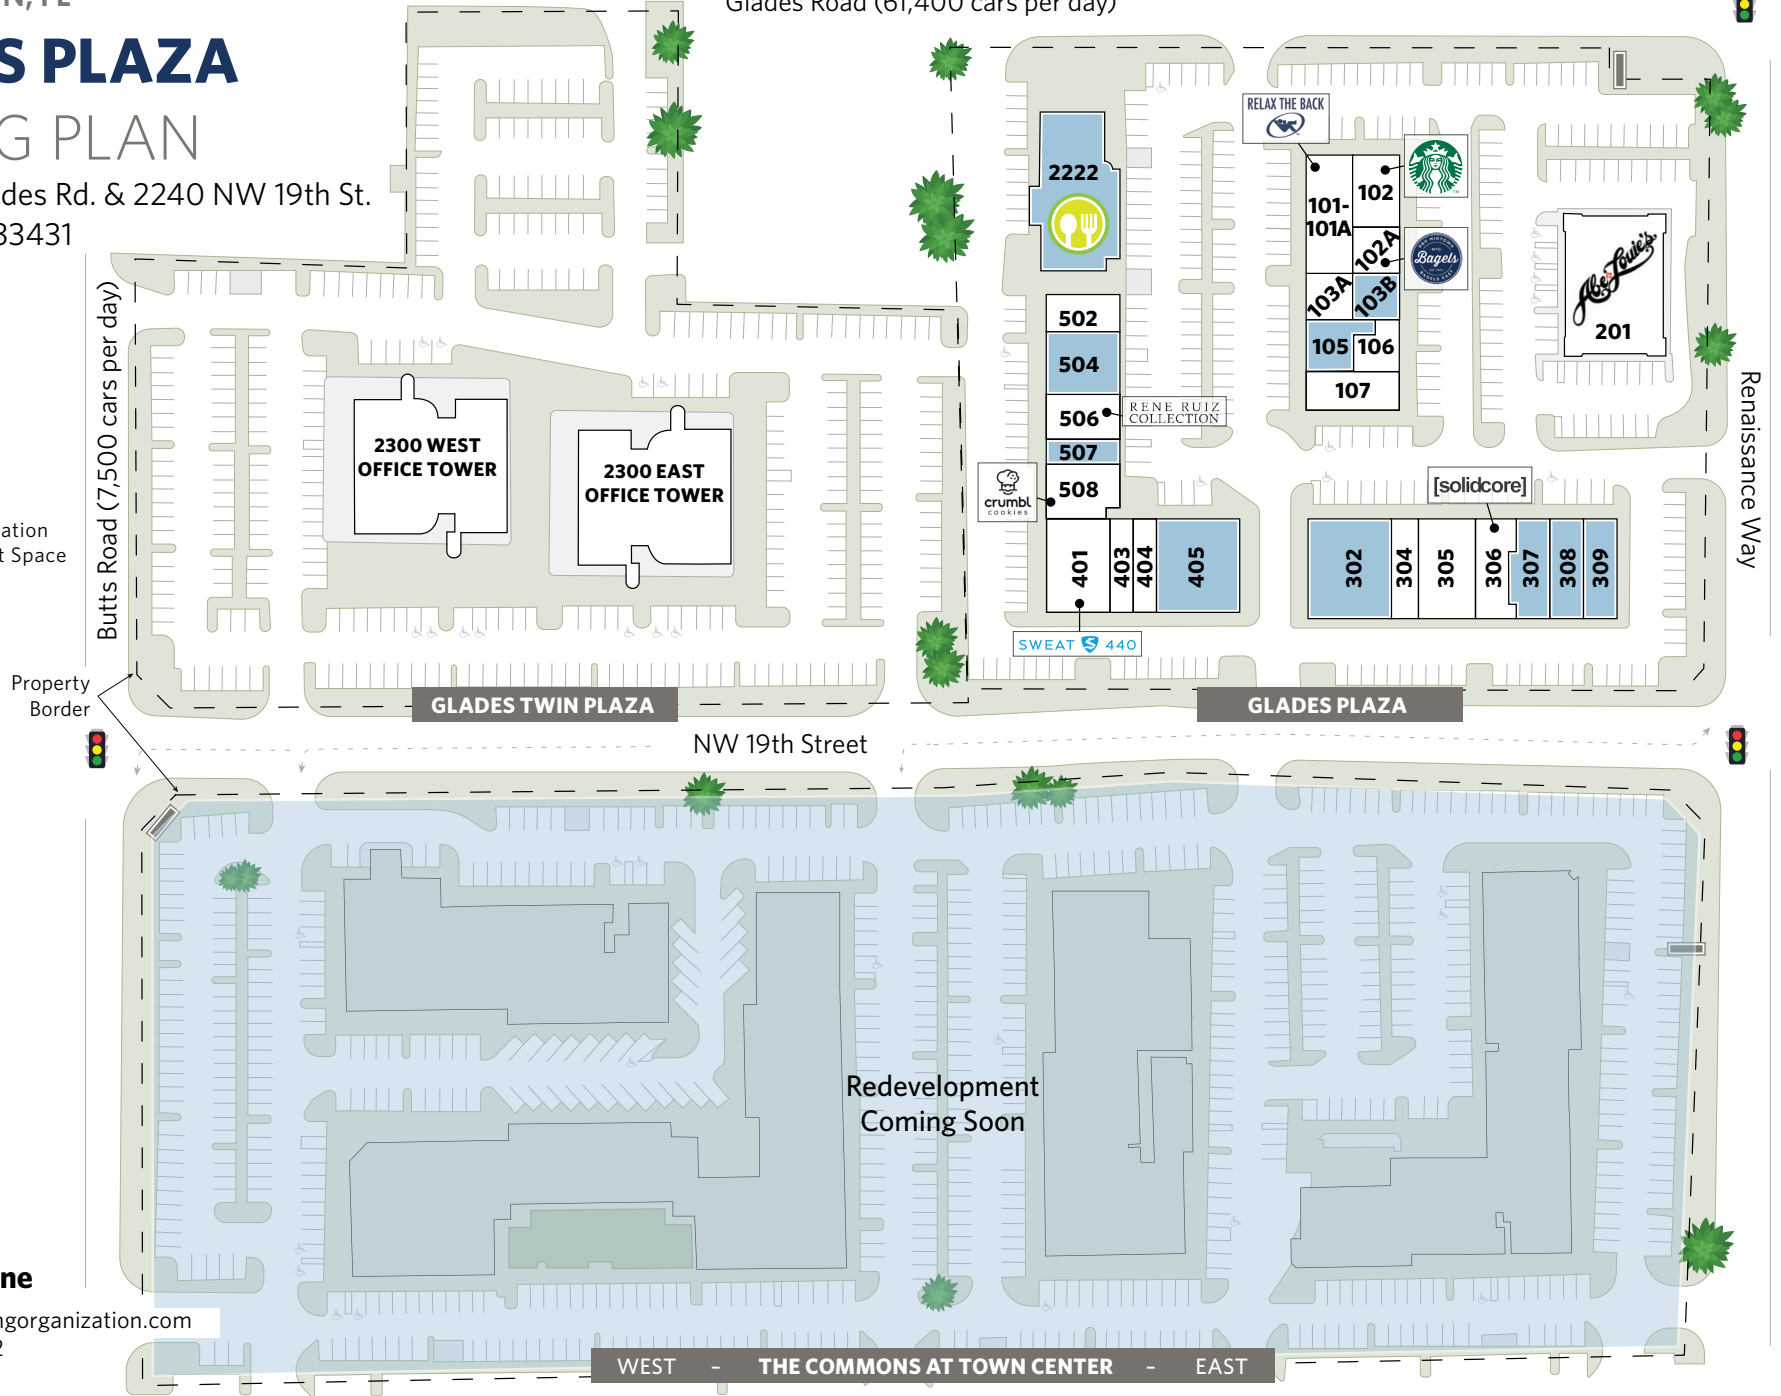 N, FL
Glades Road (61,400 cars per day)
S PLAZA
G PLAN
des Rd. & 2240 NW 19th St.
33431
Butts Road (7,500 cars per day)
Renaissance Way
ation
t Space
Property
Border
2300 WEST
OFFICE TOWER
2300 EAST
OFFICE TOWER
2222
502
504
506
RENE RUIZ
COLLECTION
507
508
crumbl
cookies
401
403
404
405
SWEAT 440
RELAX THE BACK
101-
101A
102
102A
Bagels
103A
103B
105
106
107
Abe & Louie's
201
[solidcore]
302
304
305
306
307
308
309
GLADES TWIN PLAZA
GLADES PLAZA
NW 19th Street
Redevelopment
Coming Soon
ne
ngorganization.com
2
WEST - THE COMMONS AT TOWN CENTER - EAST